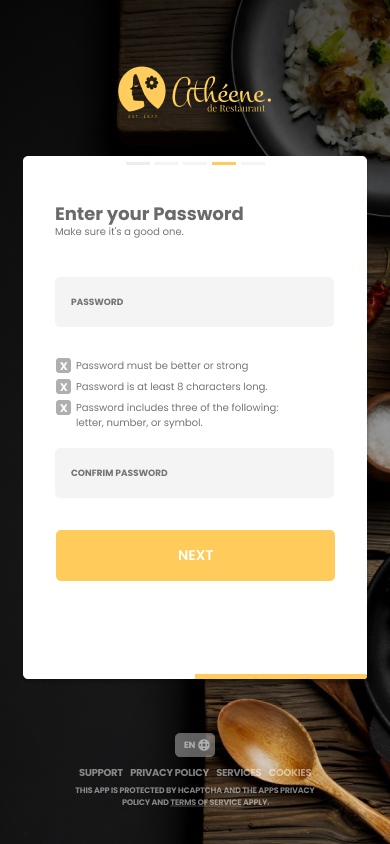 Athéene.
de Restaurant
EST. 1977
Enter your Password
Make sure it's a good one.
PASSWORD
X Password must be better or strong
X Password is at least 8 characters long.
X Password includes three of the following:
letter, number, or symbol.
CONFRIM PASSWORD
NEXT
EN
SUPPORT PRIVACY POLICY SERVICES COOKIES
THIS APP IS PROTECTED BY HCAPTCHA AND THE APPS PRIVACY
POLICY AND TERMS OF SERVICE APPLY.